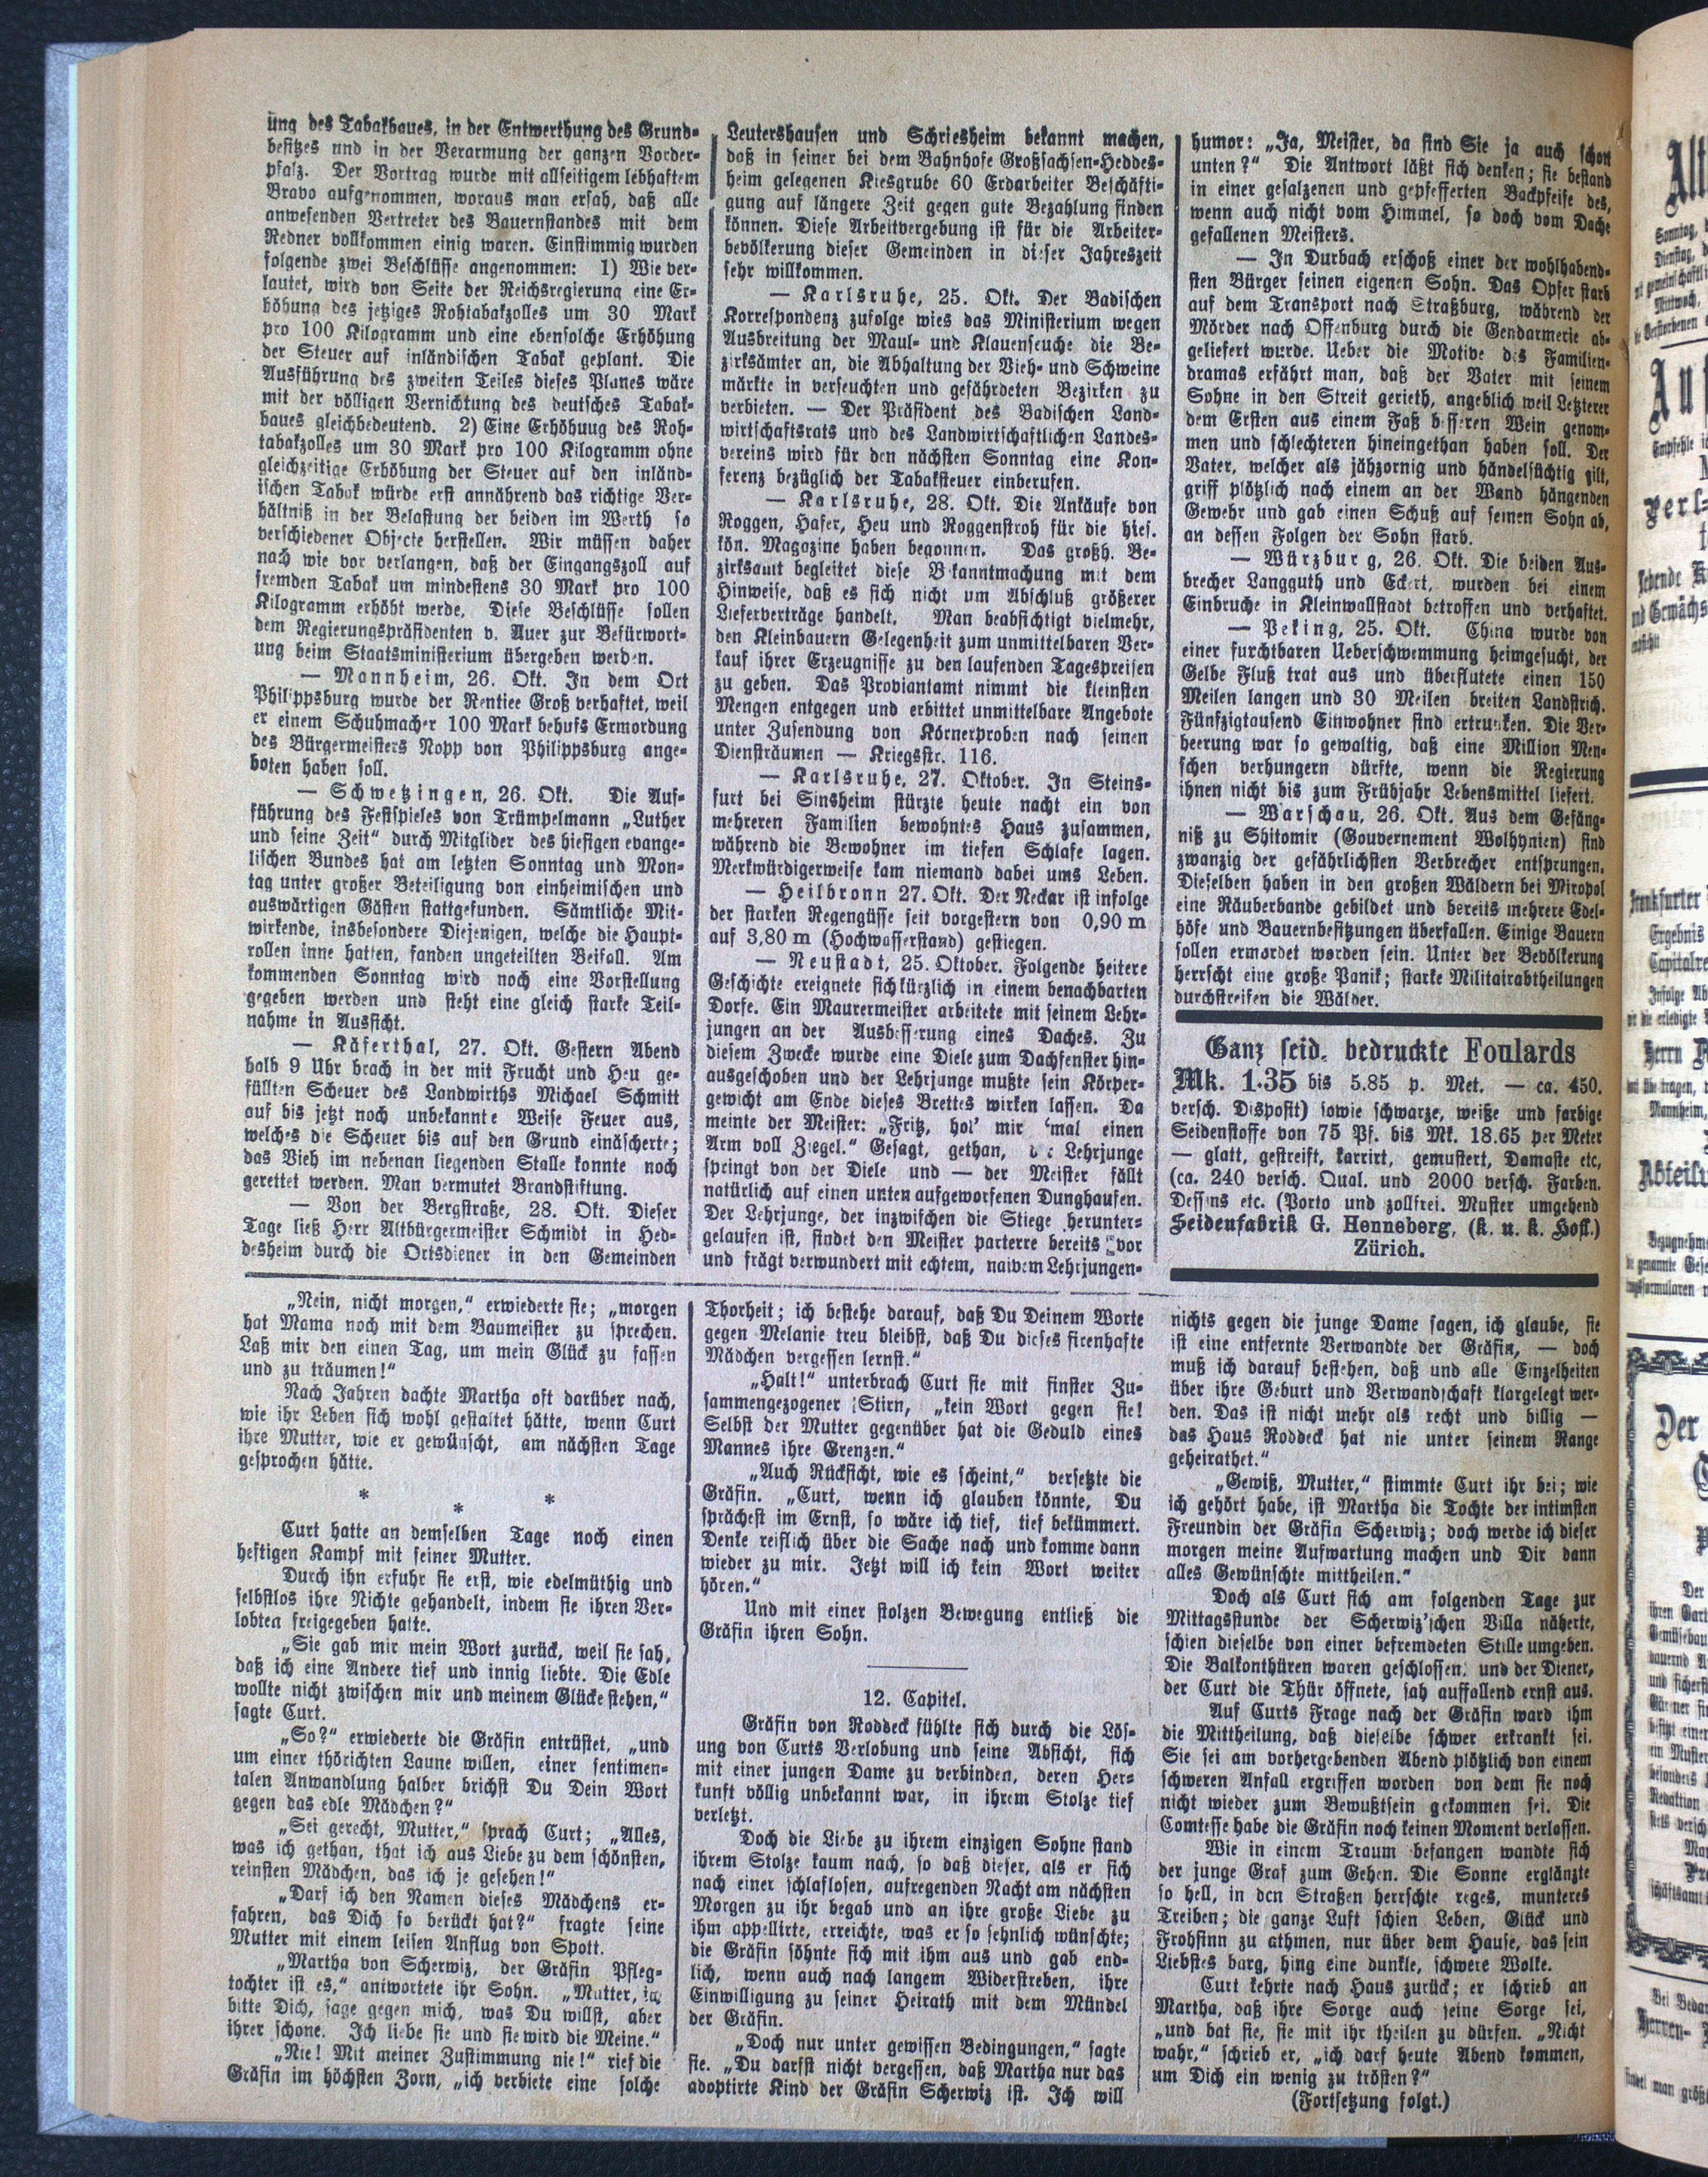 ung des Tabakbaues, in der Entwerthung des Grund-
besitzes und in der Verarmung der ganzen Vorder-
pfalz. Der Vortrag wurde mit allseitigem lebhaftem
Bravo aufgenommen, woraus man ersah, daß alle
anwesenden Vertreter des Bauernstandes mit dem
Redner vollkommen einig waren. Einstimmig wurden
folgende zwei Beschlüsse angenommen: 1) Wie ver-
lautet, wird von Seite der Reichsregierung eine Er-
höhung des jetziges Rohtabakzolles um 30 Mark
pro 100 Kilogramm und eine ebensolche Erhöhung
der Steuer auf inländischen Tabak geplant. Die
Ausführung des zweiten Teiles dieses Planes wäre
mit der völligen Vernichtung des deutsches Tabak-
baues gleichbedeutend. 2) Eine Erhöhuug des Roh-
tabakzolles um 30 Mark pro 100 Kilogramm ohne
gleichzeitige Erhöhung der Steuer auf den inländ-
ischen Tabak würde erst annährend das richtige Ver-
hältniß in der Belastung der beiden im Werth so
verschiedener Objecte herstellen. Wir müssen daher
nach wie vor verlangen, daß der Eingangszoll auf
fremden Tabak um mindestens 30 Mark pro 100
Kilogramm erhöht werde. Diese Beschlüsse sollen
dem Regierungspräsidenten v. Auer zur Befürwort-
ung beim Staatsministerium übergeben werden.
— Mannheim, 26. Okt. In dem Ort
Philippsburg wurde der Rentiee Groß verhaftet, weil
er einem Schuhmacher 100 Mark behufs Ermordung
des Bürgermeisters Nopp von Philippsburg ange-
boten haben soll.
— Schwetzingen, 26. Okt. Die Auf-
führung des Festspieles von Trümpelmann „Luther
und seine Zeit“ durch Mitglider des hiesigen evange-
lischen Bundes hat am letzten Sonntag und Mon-
tag unter großer Beteiligung von einheimischen und
auswärtigen Gästen stattgefunden. Sämtliche Mit-
wirkende, insbesondere Diejenigen, welche die Haupt-
rollen inne hatten, fanden ungeteilten Beifall. Am
kommenden Sonntag wird noch eine Vorstellung
gegeben werden und steht eine gleich starke Teil-
nahme in Aussicht.
— Käferthal, 27. Okt. Gestern Abend
halb 9 Uhr brach in der mit Frucht und Heu ge-
füllten Scheuer des Landwirths Michael Schmitt
auf bis jetzt noch unbekannte Weise Feuer aus,
welches die Scheuer bis auf den Grund einäscherte;
das Vieh im nebenan liegenden Stalle konnte noch
gerettet werden. Man vermutet Brandstiftung.
— Von der Bergstraße, 28. Okt. Dieser
Tage ließ Herr Altbürgermeister Schmidt in Hed-
desheim durch die Ortsdiener in den Gemeinden
Leutershausen und Schriesheim bekannt machen,
daß in seiner bei dem Bahnhofe Großsachsen-Heddes-
heim gelegenen Kiesgrube 60 Erdarbeiter Beschäfti-
gung auf längere Zeit gegen gute Bezahlung finden
können. Diese Arbeitvergebung ist für die Arbeiter-
bevölkerung dieser Gemeinden in dieser Jahreszeit
sehr willkommen.
— Karlsruhe, 25. Okt. Der Badischen
Korrespondenz zufolge wies das Ministerium wegen
Ausbreitung der Maul- und Klauenseuche die Be-
zirksämter an, die Abhaltung der Vieh- und Schweine
märkte in verseuchten und gefährdeten Bezirken zu
verbieten. — Der Präsident des Badischen Land-
wirtschaftsrats und des Landwirtschaftlichen Landes-
vereins wird für den nächsten Sonntag eine Kon-
ferenz bezüglich der Tabaksteuer einberufen.
— Karlsruhe, 28. Okt. Die Ankäufe von
Roggen, Hafer, Heu und Roggenstroh für die hies.
kön. Magazine haben begonnen. Das großh. Be-
zirksamt begleitet diese Bekanntmachung mit dem
Hinweise, daß es sich nicht um Abschluß größerer
Lieferverträge handelt. Man beabsichtigt vielmehr,
den Kleinbauern Gelegenheit zum unmittelbaren Ver-
kauf ihrer Erzeugnisse zu den laufenden Tagespreisen
zu geben. Das Proviantamt nimmt die kleinsten
Mengen entgegen und erbittet unmittelbare Angebote
unter Zusendung von Körnerproben nach seinen
Diensträumen — Kriegsstr. 116.
— Karlsruhe, 27. Oktober. In Steins-
furt bei Sinsheim stürzte heute nacht ein von
mehreren Familien bewohntes Haus zusammen,
während die Bewohner im tiefen Schlafe lagen.
Merkwürdigerweise kam niemand dabei ums Leben.
— Heilbronn 27. Okt. Der Neckar ist infolge
der starken Regengüsse seit vorgestern von 0,90 m
auf 3,80 m (Hochwasserstand) gestiegen.
— Neustadt, 25. Oktober. Folgende heitere
Geschichte ereignete sich kürzlich in einem benachbarten
Dorfe. Ein Maurermeister arbeitete mit seinem Lehr-
jungen an der Ausbesserung eines Daches. Zu
diesem Zwecke wurde eine Diele zum Dachfenster hin-
ausgeschoben und der Lehrjunge mußte sein Körper-
gewicht am Ende dieses Brettes wirken lassen. Da
meinte der Meister: „Fritz, hol’ mir ’mal einen
Arm voll Ziegel.“ Gesagt, gethan, der Lehrjunge
springt von der Diele und — der Meister fällt
natürlich auf einen unten aufgeworfenen Dunghaufen.
Der Lehrjunge, der inzwischen die Stiege herunter-
gelaufen ist, findet den Meister parterre bereits vor
und frägt verwundert mit echtem, naivem Lehrjungen-
humor: „Ja, Meister, da sind Sie ja auch schon
unten?“ Die Antwort läßt sich denken; sie bestand
in einer gesalzenen und gepfefferten Backpfeife des,
wenn auch nicht vom Himmel, so doch vom Dache
gefallenen Meisters.
— In Durbach erschoß einer der wohlhabend-
sten Bürger seinen eigenen Sohn. Das Opfer starb
auf dem Transport nach Straßburg, während der
Mörder nach Offenburg durch die Gendarmerie ab-
geliefert wurde. Ueber die Motive des Familien-
dramas erfährt man, daß der Vater mit seinem
Sohne in den Streit gerieth, angeblich weil Letzterer
dem Ersten aus einem Faß besseren Wein genom-
men und schlechteren hineingethan haben soll. Der
Vater, welcher als jähzornig und händelsüchtig gilt,
griff plötzlich nach einem an der Wand hängenden
Gewehr und gab einen Schuß auf seinen Sohn ab,
an dessen Folgen der Sohn starb.
— Würzburg, 26. Okt. Die beiden Aus-
brecher Langguth und Eckert, wurden bei einem
Einbruche in Kleinwallstadt betroffen und verhaftet.
— Peking, 25. Okt. China wurde von
einer furchtbaren Ueberschwemmung heimgesucht, der
Gelbe Fluß trat aus und überflutete einen 150
Meilen langen und 30 Meilen breiten Landstrich.
Fünfzigtausend Einwohner sind ertrunken. Die Ver-
heerung war so gewaltig, daß eine Million Men-
schen verhungern dürfte, wenn die Regierung
ihnen nicht bis zum Frühjahr Lebensmittel liefert.
— Warschau, 26. Okt. Aus dem Gefäng-
niß zu Shitomir (Gouvernement Wolhynien) sind
zwanzig der gefährlichsten Verbrecher entsprungen.
Dieselben haben in den großen Wäldern bei Miropol
eine Räuberbande gebildet und bereits mehrere Edel-
höfe und Bauernbesitzungen überfallen. Einige Bauern
sollen ermordet worden sein. Unter der Bevölkerung
herrscht eine große Panik; starke Militairabtheilungen
durchstreifen die Wälder.
Ganz seid. bedruckte Foulards
Mk. 1.35 bis 5.85 p. Met. — ca. 450.
versch. Disposit) sowie schwarze, weiße und farbige
Seidenstoffe von 75 Pf. bis Mk. 18.65 per Meter
— glatt, gestreift, karrirt, gemustert, Damaste etc,
(ca. 240 versch. Qual. und 2000 versch. Farben.
Dessins etc. (Porto und zollfrei. Muster umgehend
Seidenfabrik G. Henneberg, (k. u. k. Hofl.)
Zürich.
„Nein, nicht morgen,“ erwiederte sie; „morgen
hat Mama noch mit dem Baumeister zu sprechen.
Laß mir den einen Tag, um mein Glück zu fassen
und zu träumen!“
Nach Jahren dachte Martha oft darüber nach,
wie ihr Leben sich wohl gestaltet hätte, wenn Curt
ihre Mutter, wie er gewünscht, am nächsten Tage
gesprochen hätte.
* * *
Curt hatte an demselben Tage noch einen
heftigen Kampf mit seiner Mutter.
Durch ihn erfuhr sie erst, wie edelmüthig und
selbstlos ihre Nichte gehandelt, indem sie ihren Ver-
lobten freigegeben hatte.
„Sie gab mir mein Wort zurück, weil sie sah,
daß ich eine Andere tief und innig liebte. Die Edle
wollte nicht zwischen mir und meinem Glücke stehen,“
sagte Curt.
„So?“ erwiederte die Gräfin entrüstet, „und
um einer thörichten Laune willen, einer sentimen-
talen Anwandlung halber brichst Du Dein Wort
gegen das edle Mädchen?“
„Sei gerecht, Mutter,“ sprach Curt; „Alles,
was ich gethan, that ich aus Liebe zu dem schönsten,
reinsten Mädchen, das ich je gesehen!“
„Darf ich den Namen dieses Mädchens er-
fahren, das Dich so berückt hat?“ fragte seine
Mutter mit einem leisen Anflug von Spott.
„Martha von Scherwiz, der Gräfin Pfleg-
tochter ist es,“ antwortete ihr Sohn. „Mutter, ich
bitte Dich, sage gegen mich, was Du willst, aber
ihrer schone. Ich liebe sie und sie wird die Meine.“
„Nie! Mit meiner Zustimmung nie!“ rief die
Gräfin im höchsten Zorn, „ich verbiete eine solche
Thorheit; ich bestehe darauf, daß Du Deinem Worte
gegen Melanie treu bleibst, daß Du dieses sirenhafte
Mädchen vergessen lernst.“
„Halt!“ unterbrach Curt sie mit finster Zu-
sammengezogener Stirn, „kein Wort gegen sie!
Selbst der Mutter gegenüber hat die Geduld eines
Mannes ihre Grenzen.“
„Auch Rücksicht, wie es scheint,“ versetzte die
Gräfin. „Curt, wenn ich glauben könnte, Du
sprächest im Ernst, so wäre ich tief, tief bekümmert.
Denke reiflich über die Sache nach und komme dann
wieder zu mir. Jetzt will ich kein Wort weiter
hören.“
Und mit einer stolzen Bewegung entließ die
Gräfin ihren Sohn.
12. Capitel.
Gräfin von Roddeck fühlte sich durch die Lös-
ung von Curts Verlobung und seine Absicht, sich
mit einer jungen Dame zu verbinden, deren Her-
kunft völlig unbekannt war, in ihrem Stolze tief
verletzt.
Doch die Liebe zu ihrem einzigen Sohne stand
ihrem Stolze kaum nach, so daß dieser, als er sich
nach einer schlaflosen, aufregenden Nacht am nächsten
Morgen zu ihr begab und an ihre große Liebe zu
ihm appellirte, erreichte, was er so sehnlich wünschte;
die Gräfin söhnte sich mit ihm aus und gab end-
lich, wenn auch nach langem Widerstreben, ihre
Einwilligung zu seiner Heirath mit dem Mündel
der Gräfin.
„Doch nur unter gewissen Bedingungen,“ sagte
sie. „Du darfst nicht vergessen, daß Martha nur das
adoptirte Kind der Gräfin Scherwiz ist. Ich will
nichts gegen die junge Dame sagen, ich glaube, sie
ist eine entfernte Verwandte der Gräfin, — doch
muß ich darauf bestehen, daß und alle Einzelheiten
über ihre Geburt und Verwandschaft klargelegt wer-
den. Das ist nicht mehr als recht und billig —
das Haus Roddeck hat nie unter seinem Range
geheirathet.“
„Gewiß, Mutter,“ stimmte Curt ihr bei; wie
ich gehört habe, ist Martha die Tochte der intimsten
Freundin der Gräfin Scherwiz; doch werde ich dieser
morgen meine Aufwartung machen und Dir dann
alles Gewünschte mittheilen.“
Doch als Curt sich am folgenden Tage zur
Mittagsstunde der Scherwiz’schen Villa näherte,
schien dieselbe von einer befremdeten Stille umgeben.
Die Balkonthüren waren geschlossen, und der Diener,
der Curt die Thür öffnete, sah auffallend ernst aus.
Auf Curts Frage nach der Gräfin ward ihm
die Mittheilung, daß dieselbe schwer erkrankt sei.
Sie sei am vorhergehenden Abend plötzlich von einem
schweren Anfall ergriffen worden von dem sie noch
nicht wieder zum Bewußtsein gekommen sei. Die
Comtesse habe die Gräfin noch keinen Moment verlassen.
Wie in einem Traum befangen wandte sich
der junge Graf zum Gehen. Die Sonne erglänzte
so hell, in den Straßen herrschte reges, munteres
Treiben; die ganze Luft schien Leben, Glück und
Frohsinn zu athmen, nur über dem Hause, das sein
Liebstes barg, hing eine dunkle, schwere Wolke.
Curt kehrte nach Haus zurück; er schrieb an
Martha, daß ihre Sorge auch seine Sorge sei,
„und bat sie, sie mit ihr theilen zu dürfen. „Nicht
wahr,“ schrieb er, „ich darf heute Abend kommen,
um Dich ein wenig zu trösten?“
(Fortsetzung folgt.)
Sonntag,
Dienstag,
Mittwoch,
Frankfurter
Ergebnis
Infolge
Herrn
Mannheim,
Der